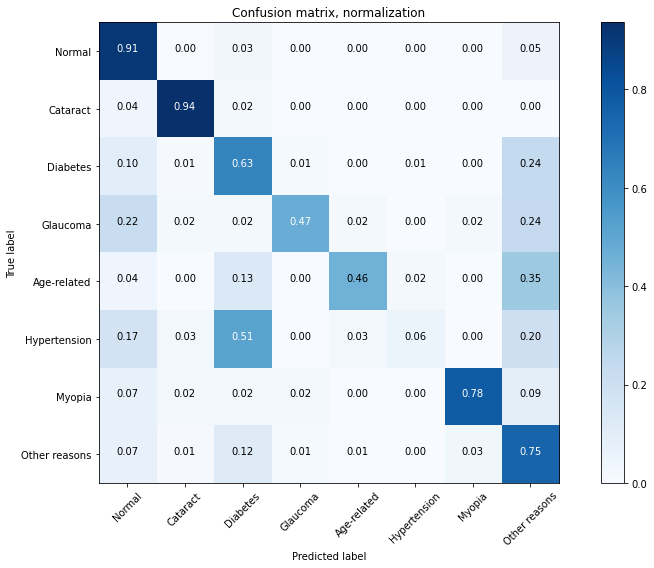 Confusion matrix, normalization
Normal 0.91 0.00 0.03 0.00 0.00 0.00 0.00 0.05
Cataract 0.04 0.94 0.02 0.00 0.00 0.00 0.00 0.00
Diabetes 0.10 0.01 0.63 0.01 0.00 0.01 0.00 0.24
Glaucoma 0.22 0.02 0.02 0.47 0.02 0.00 0.02 0.24
Age-related 0.04 0.00 0.13 0.00 0.46 0.02 0.00 0.35
Hypertension 0.17 0.03 0.51 0.00 0.03 0.06 0.00 0.20
Myopia 0.07 0.02 0.02 0.02 0.00 0.00 0.78 0.09
Other reasons 0.07 0.01 0.12 0.01 0.01 0.00 0.03 0.75
True label
Normal Cataract Diabetes Glaucoma Age-related Hypertension Myopia Other reasons
Predicted label
0.8
0.6
0.4
0.2
0.0